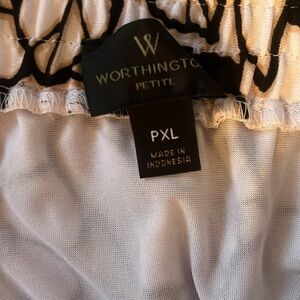 W
WORTHINGTO
PETITE
PXL
MADE IN
INDONESIA